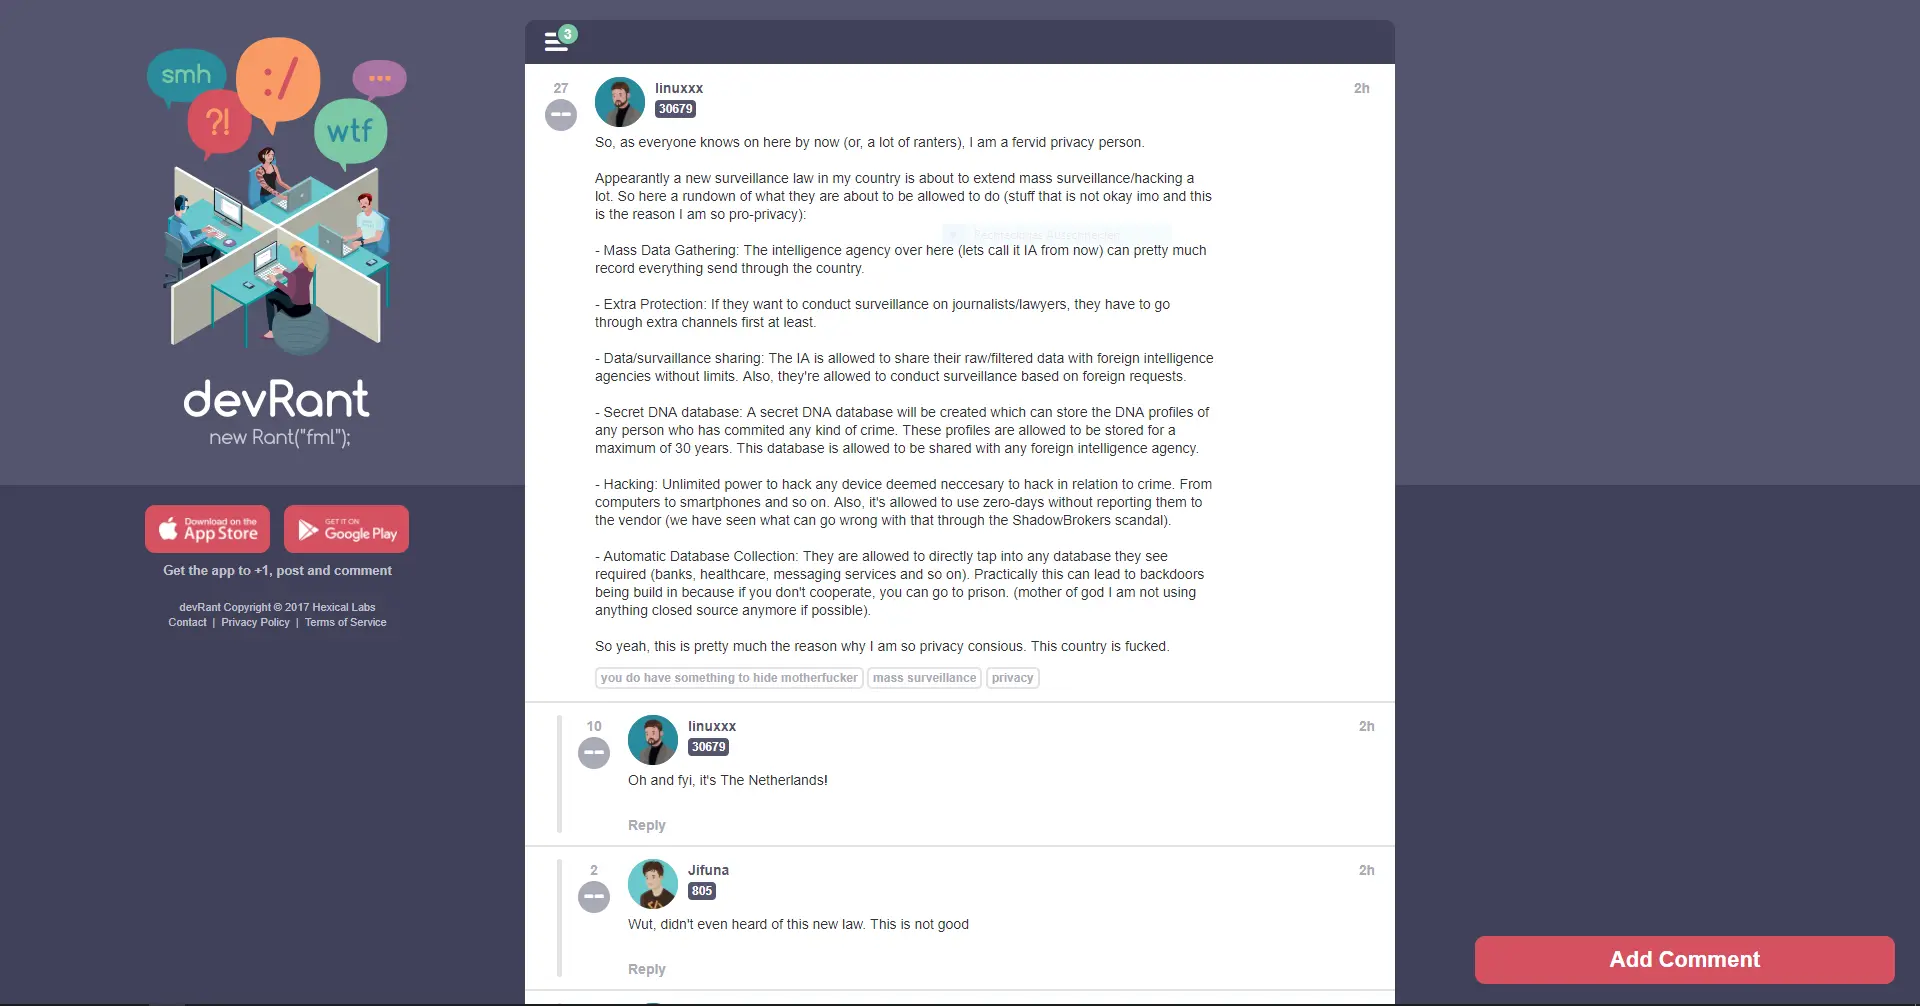 smh
:/
...
?!
wtf
devRant
new Rant("fml");
Download on the
App Store
GET IT ON
Google Play
Get the app to +1, post and comment
devRant Copyright © 2017 Hexical Labs
Contact | Privacy Policy | Terms of Service
3
27
linuxxx
2h
30679
So, as everyone knows on here by now (or, a lot of ranters), I am a fervid privacy person.
Appearantly a new surveillance law in my country is about to extend mass surveillance/hacking a
lot. So here a rundown of what they are about to be allowed to do (stuff that is not okay imo and this
is the reason I am so pro-privacy):
- Mass Data Gathering: The intelligence agency over here (lets call it IA from now) can pretty much
record everything send through the country.
- Extra Protection: If they want to conduct surveillance on journalists/lawyers, they have to go
through extra channels first at least.
- Data/survaillance sharing: The IA is allowed to share their raw/filtered data with foreign intelligence
agencies without limits. Also, they're allowed to conduct surveillance based on foreign requests.
- Secret DNA database: A secret DNA database will be created which can store the DNA profiles of
any person who has commited any kind of crime. These profiles are allowed to be stored for a
maximum of 30 years. This database is allowed to be shared with any foreign intelligence agency.
- Hacking: Unlimited power to hack any device deemed neccesary to hack in relation to crime. From
computers to smartphones and so on. Also, it's allowed to use zero-days without reporting them to
the vendor (we have seen what can go wrong with that through the ShadowBrokers scandal).
- Automatic Database Collection: They are allowed to directly tap into any database they see
required (banks, healthcare, messaging services and so on). Practically this can lead to backdoors
being build in because if you don't cooperate, you can go to prison. (mother of god I am not using
anything closed source anymore if possible).
So yeah, this is pretty much the reason why I am so privacy consious. This country is fucked.
you do have something to hide motherfucker mass surveillance privacy
10
linuxxx
2h
30679
Oh and fyi, it's The Netherlands!
Reply
2
Jifuna
2h
805
Wut, didn't even heard of this new law. This is not good
Reply
Add Comment